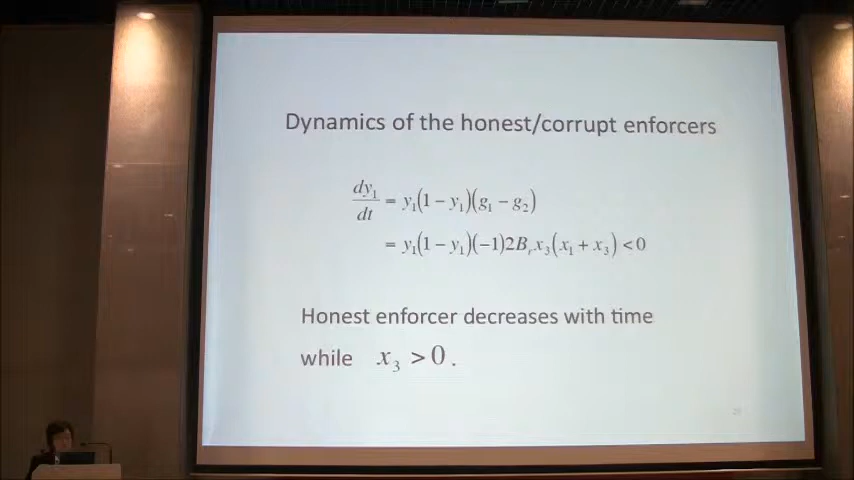 Dynamics of the honest/corrupt enforcers
dy₁/dt = y₁(1 − y₁)(g₁ − g₂)
= y₁(1 − y₁)(−1)2Bᵣx₃(x₁ + x₃) < 0
Honest enforcer decreases with time
while x₃ > 0 .